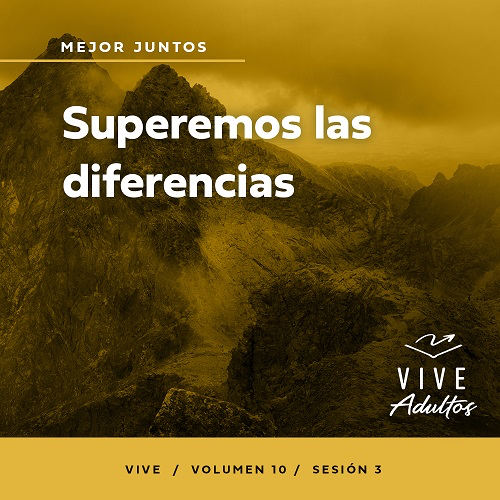 MEJOR JUNTOS
Superemos las
diferencias
VIVE
Adultos
VIVE / VOLUMEN 10 / SESIÓN 3